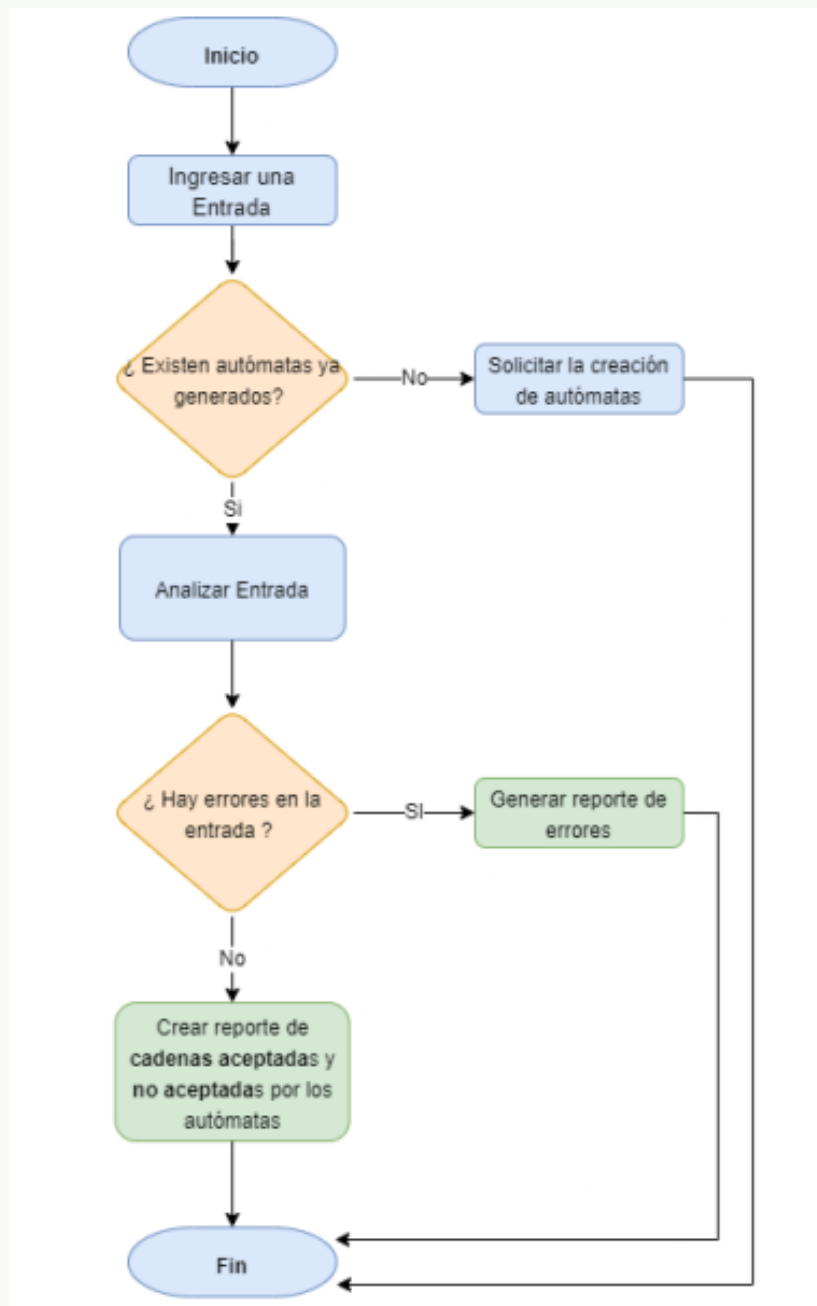 Inicio
Ingresar una
Entrada
¿ Existen autómatas ya
generados?
No
Solicitar la creación
de autómatas
Si
Analizar Entrada
¿ Hay errores en la
entrada ?
SI
Generar reporte de
errores
No
Crear reporte de
cadenas aceptadas y
no aceptadas por los
autómatas
Fin